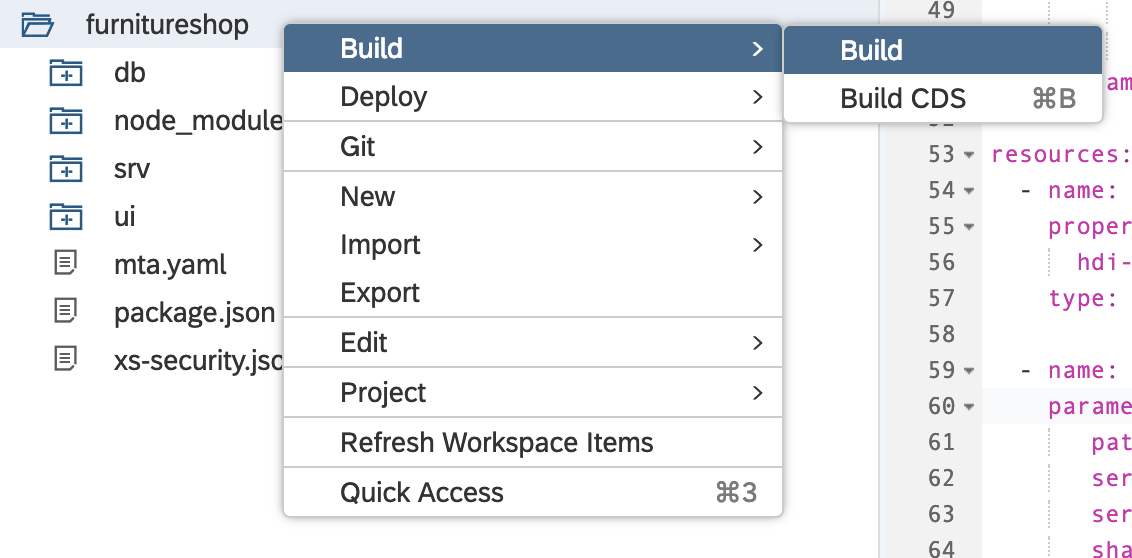 furnitureshop
db
node_module
srv
ui
mta.yaml
package.json
xs-security.jso
Build
Deploy
Git
New
Import
Export
Edit
Project
Refresh Workspace Items
Quick Access ⌘3
Build
Build CDS ⌘B
49
am
53 resources:
54 - name:
55 proper
56 hdi-
57 type:
58
59 - name:
60 parame
61 pat
62 ser
63 ser
64 sha